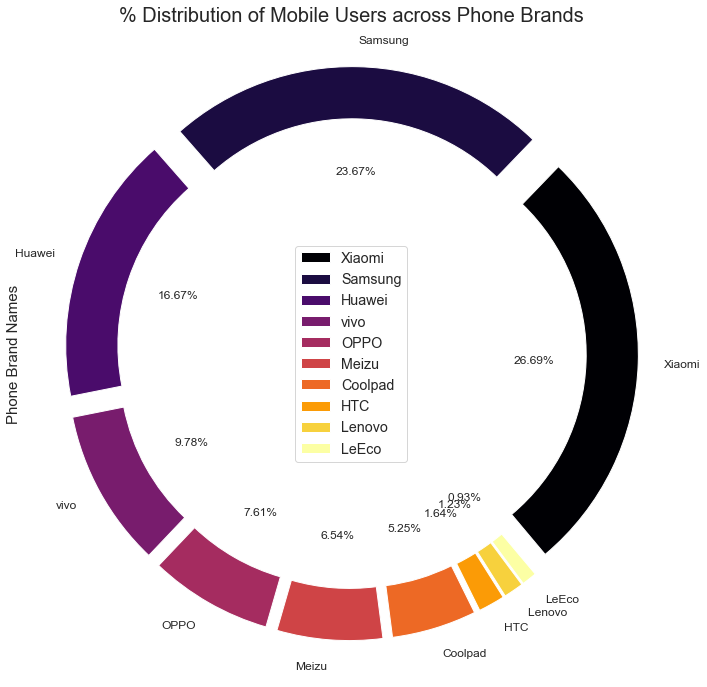 % Distribution of Mobile Users across Phone Brands
Samsung
23.67%
Huawei
16.67%
Phone Brand Names
Xiaomi
Samsung
Huawei
vivo
OPPO
Meizu
Coolpad
HTC
Lenovo
LeEco
26.69%
Xiaomi
9.78%
vivo
7.61%
OPPO
6.54%
Meizu
5.25%
Coolpad
1.64%
HTC
1.23%
Lenovo
0.93%
LeEco